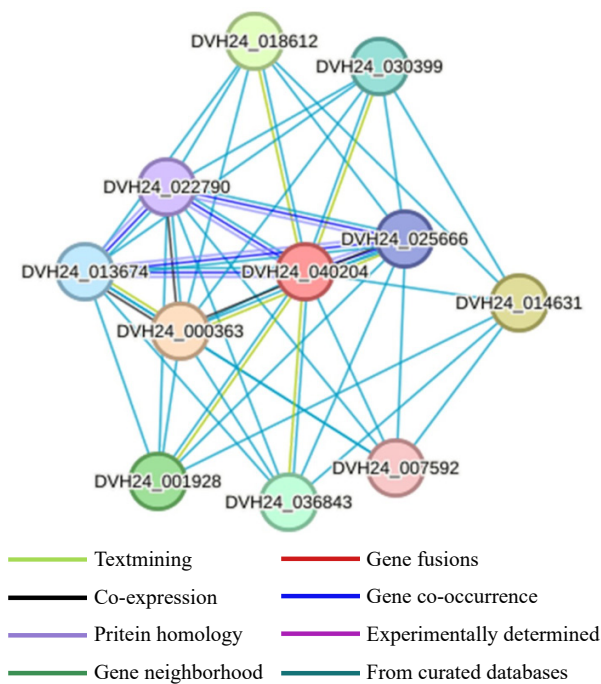 DVH24_018612
DVH24_030399
DVH24_022790
DVH24_025666
DVH24_013674
DVH24_040204
DVH24_014631
DVH24_000363
DVH24_007592
DVH24_001928
DVH24_036843
Textmining
Gene fusions
Co-expression
Gene co-occurrence
Pritein homology
Experimentally determined
Gene neighborhood
From curated databases